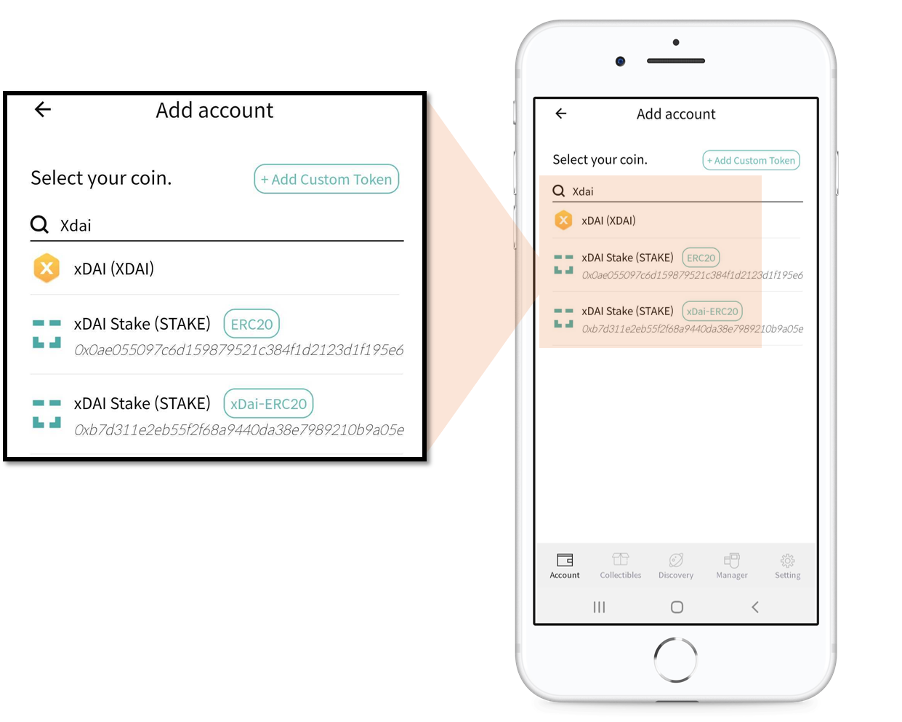 Add account
Select your coin.
+ Add Custom Token
Xdai
xDAI (XDAI)
xDAI Stake (STAKE) ERC20
0x0ae055097c6d159879521c384f1d2123d1f195e6
xDAI Stake (STAKE) xDai-ERC20
0xb7d311e2eb55f2f68a9440da38e7989210b9a05e
Add account
Select your coin.
+ Add Custom Token
Xdai
xDAI (XDAI)
xDAI Stake (STAKE) ERC20
0x0ae055097c6d159879521c384f1d2123d1f195e6
xDAI Stake (STAKE) xDai-ERC20
0xb7d311e2eb55f2f68a9440da38e7989210b9a05e
Account Collectibles Discovery Manager Setting